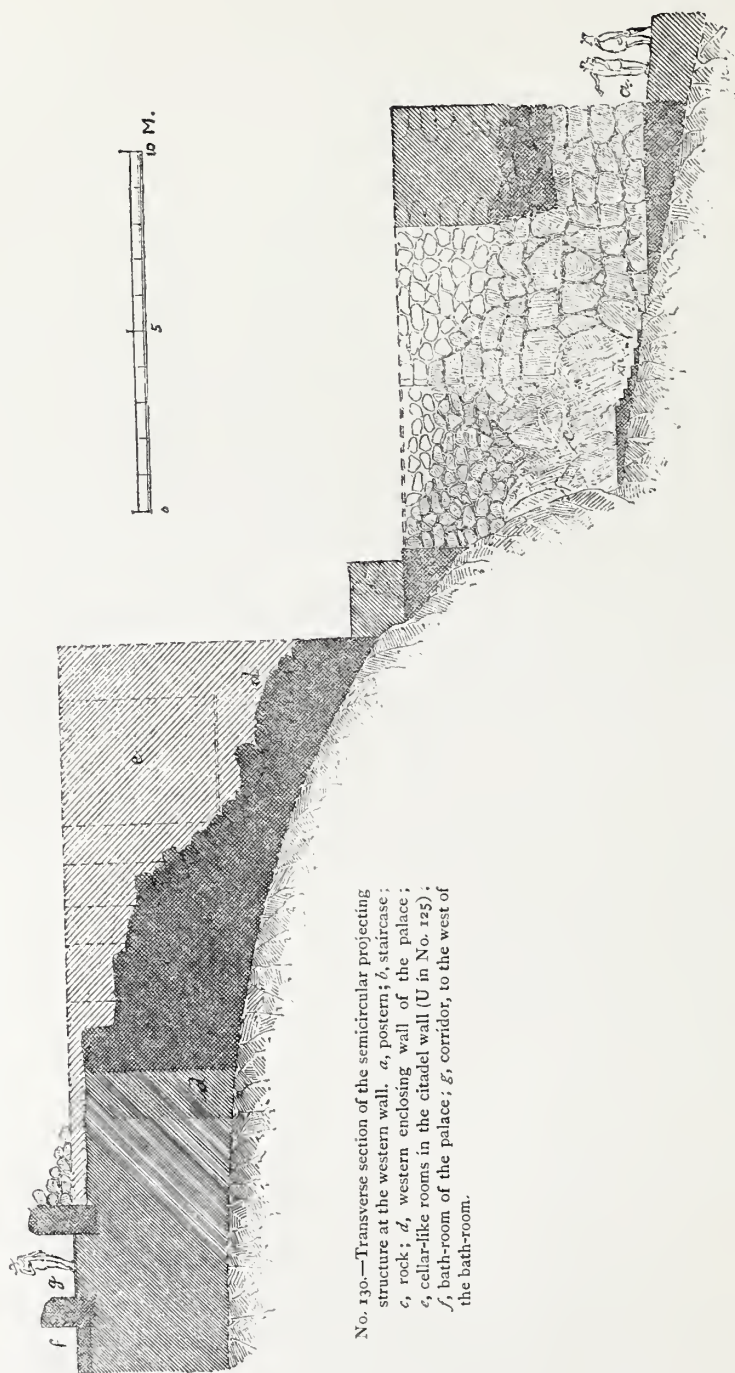 No. 130.—Transverse section of the semicircular projecting
structure at the western wall. a, postern; b, staircase;
c, rock; d, western enclosing wall of the palace;
e, cellar-like rooms in the citadel wall (U in No. 125);
f, bath-room of the palace; g, corridor, to the west of
the bath-room.
0 5 10 M.
f g
d
e
d
c
a